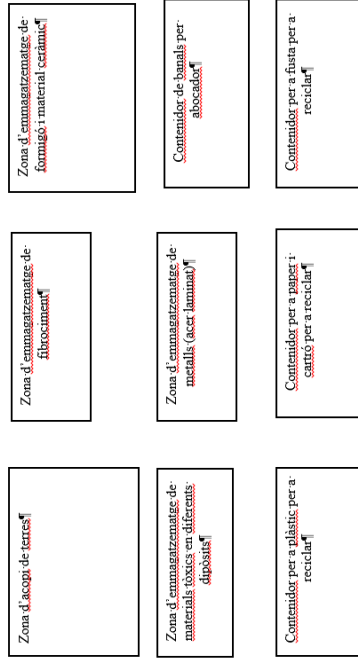 Zona d'acopi de terres¶
Zona d'emmagatzematge de
fibrociment¶
Zona d'emmagatzematge de
formigó i material ceràmic¶
Zona d'emmagatzematge de
materials tòxics en diferents
dipòsits¶
Zona d'emmagatzematge de
metalls (acer laminat)¶
Contenidor de banals per
abocador¶
Contenidor per a plàstic per a
reciclar¶
Contenidor per a paper i
cartró per a reciclar¶
Contenidor per a fusta per a
reciclar¶